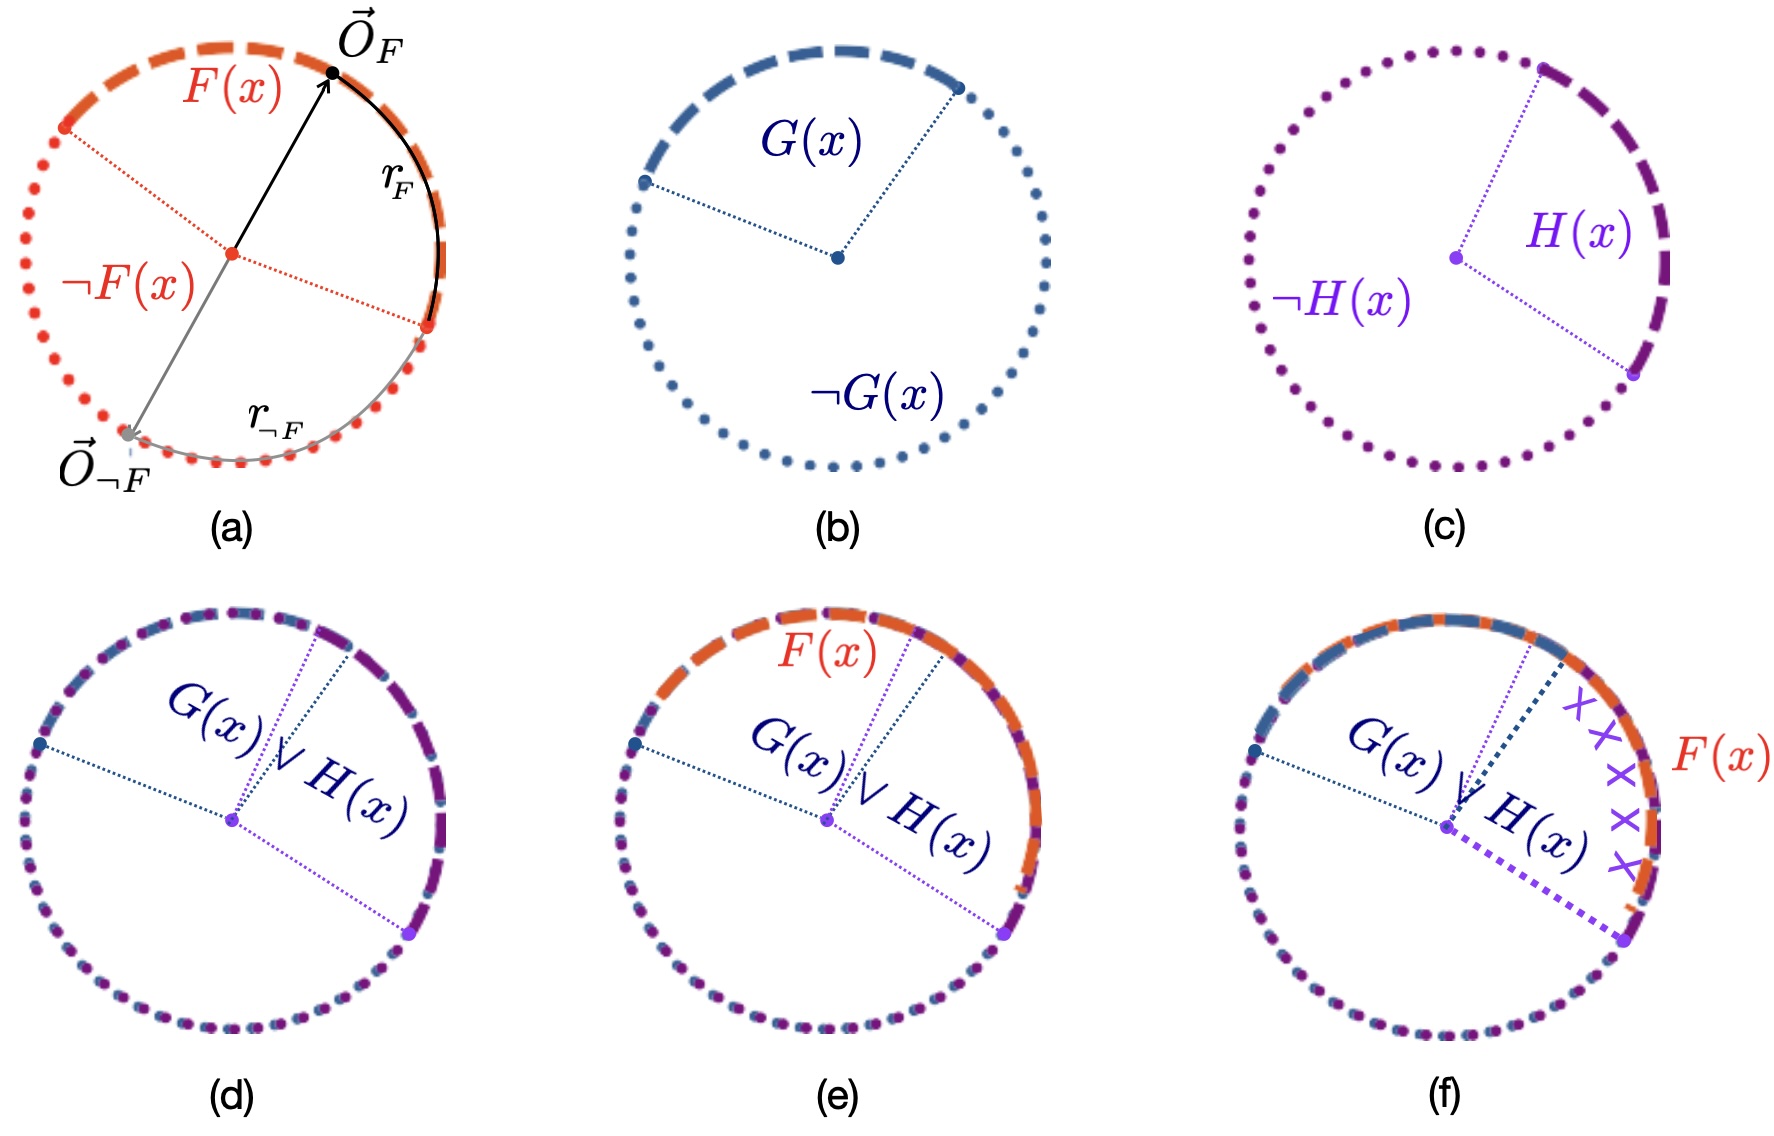 $\vec{O}_F$
$F(x)$
$r_F$
$\neg F(x)$
$r_{\neg F}$
$\vec{O}_{\neg F}$
(a)
$G(x)$
$\neg G(x)$
(b)
$H(x)$
$\neg H(x)$
(c)
$G(x) \vee H(x)$
(d)
$F(x)$
$G(x) \vee H(x)$
(e)
$G(x) \vee H(x)$
X X X X X
$F(x)$
(f)